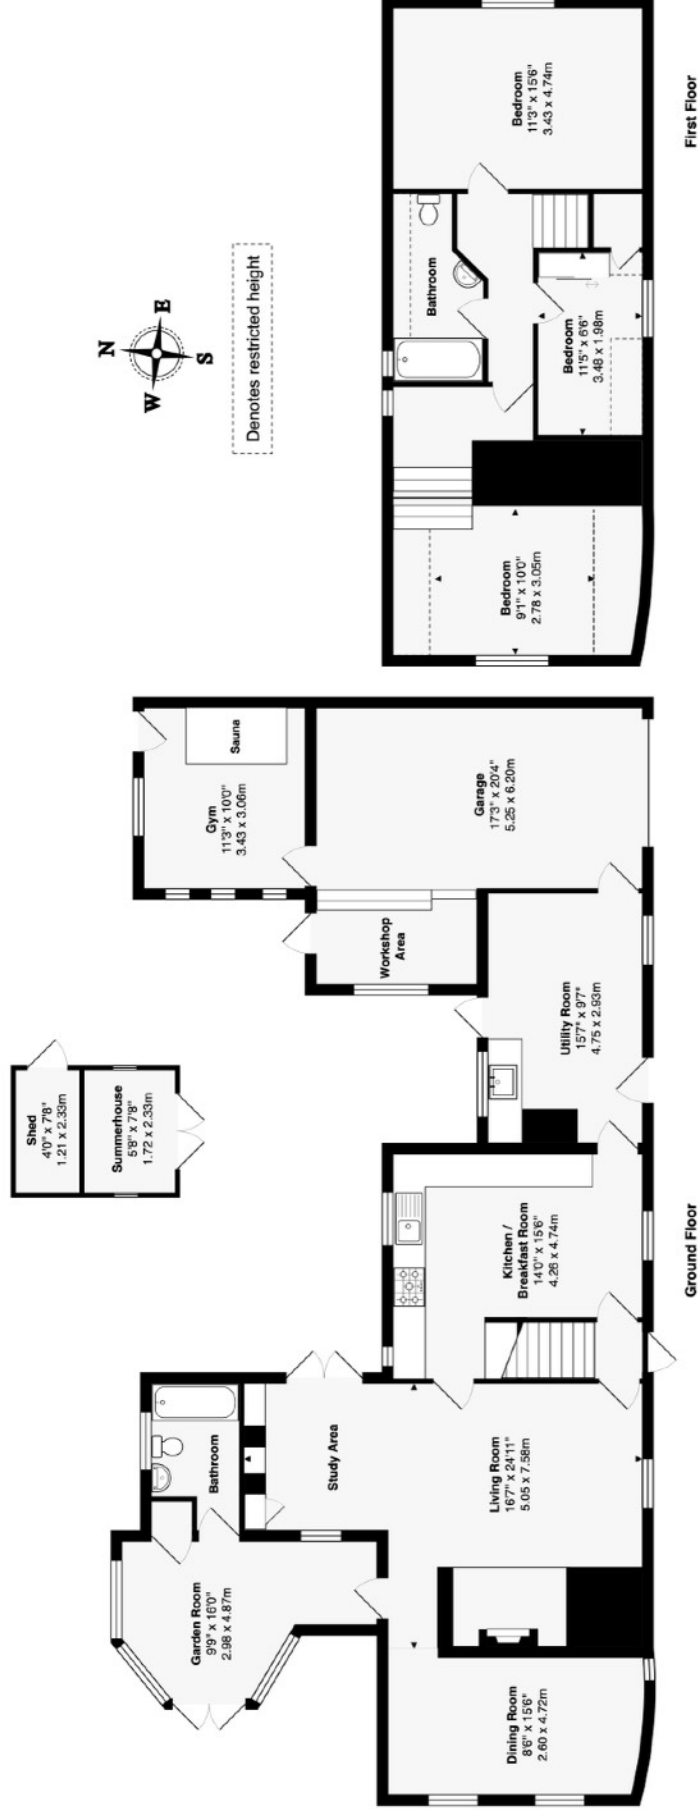 Shed
4'0" x 7'8"
1.21 x 2.33m
Summerhouse
5'8" x 7'8"
1.72 x 2.33m
Bathroom
Garden Room
9'9" x 16'0"
2.98 x 4.87m
Study Area
Living Room
16'7" x 24'11"
5.05 x 7.58m
Dining Room
8'6" x 15'6"
2.60 x 4.72m
Kitchen /
Breakfast Room
14'0" x 15'6"
4.26 x 4.74m
Utility Room
15'7" x 9'7"
4.75 x 2.93m
Workshop
Area
Gym
11'3" x 10'0"
3.43 x 3.06m
Sauna
Garage
17'3" x 20'4"
5.25 x 6.20m
Ground Floor
N
E
S
W
Denotes restricted height
Bedroom
9'1" x 10'0"
2.78 x 3.05m
Bathroom
Bedroom
11'5" x 6'6"
3.48 x 1.98m
Bedroom
11'3" x 15'6"
3.43 x 4.74m
First Floor